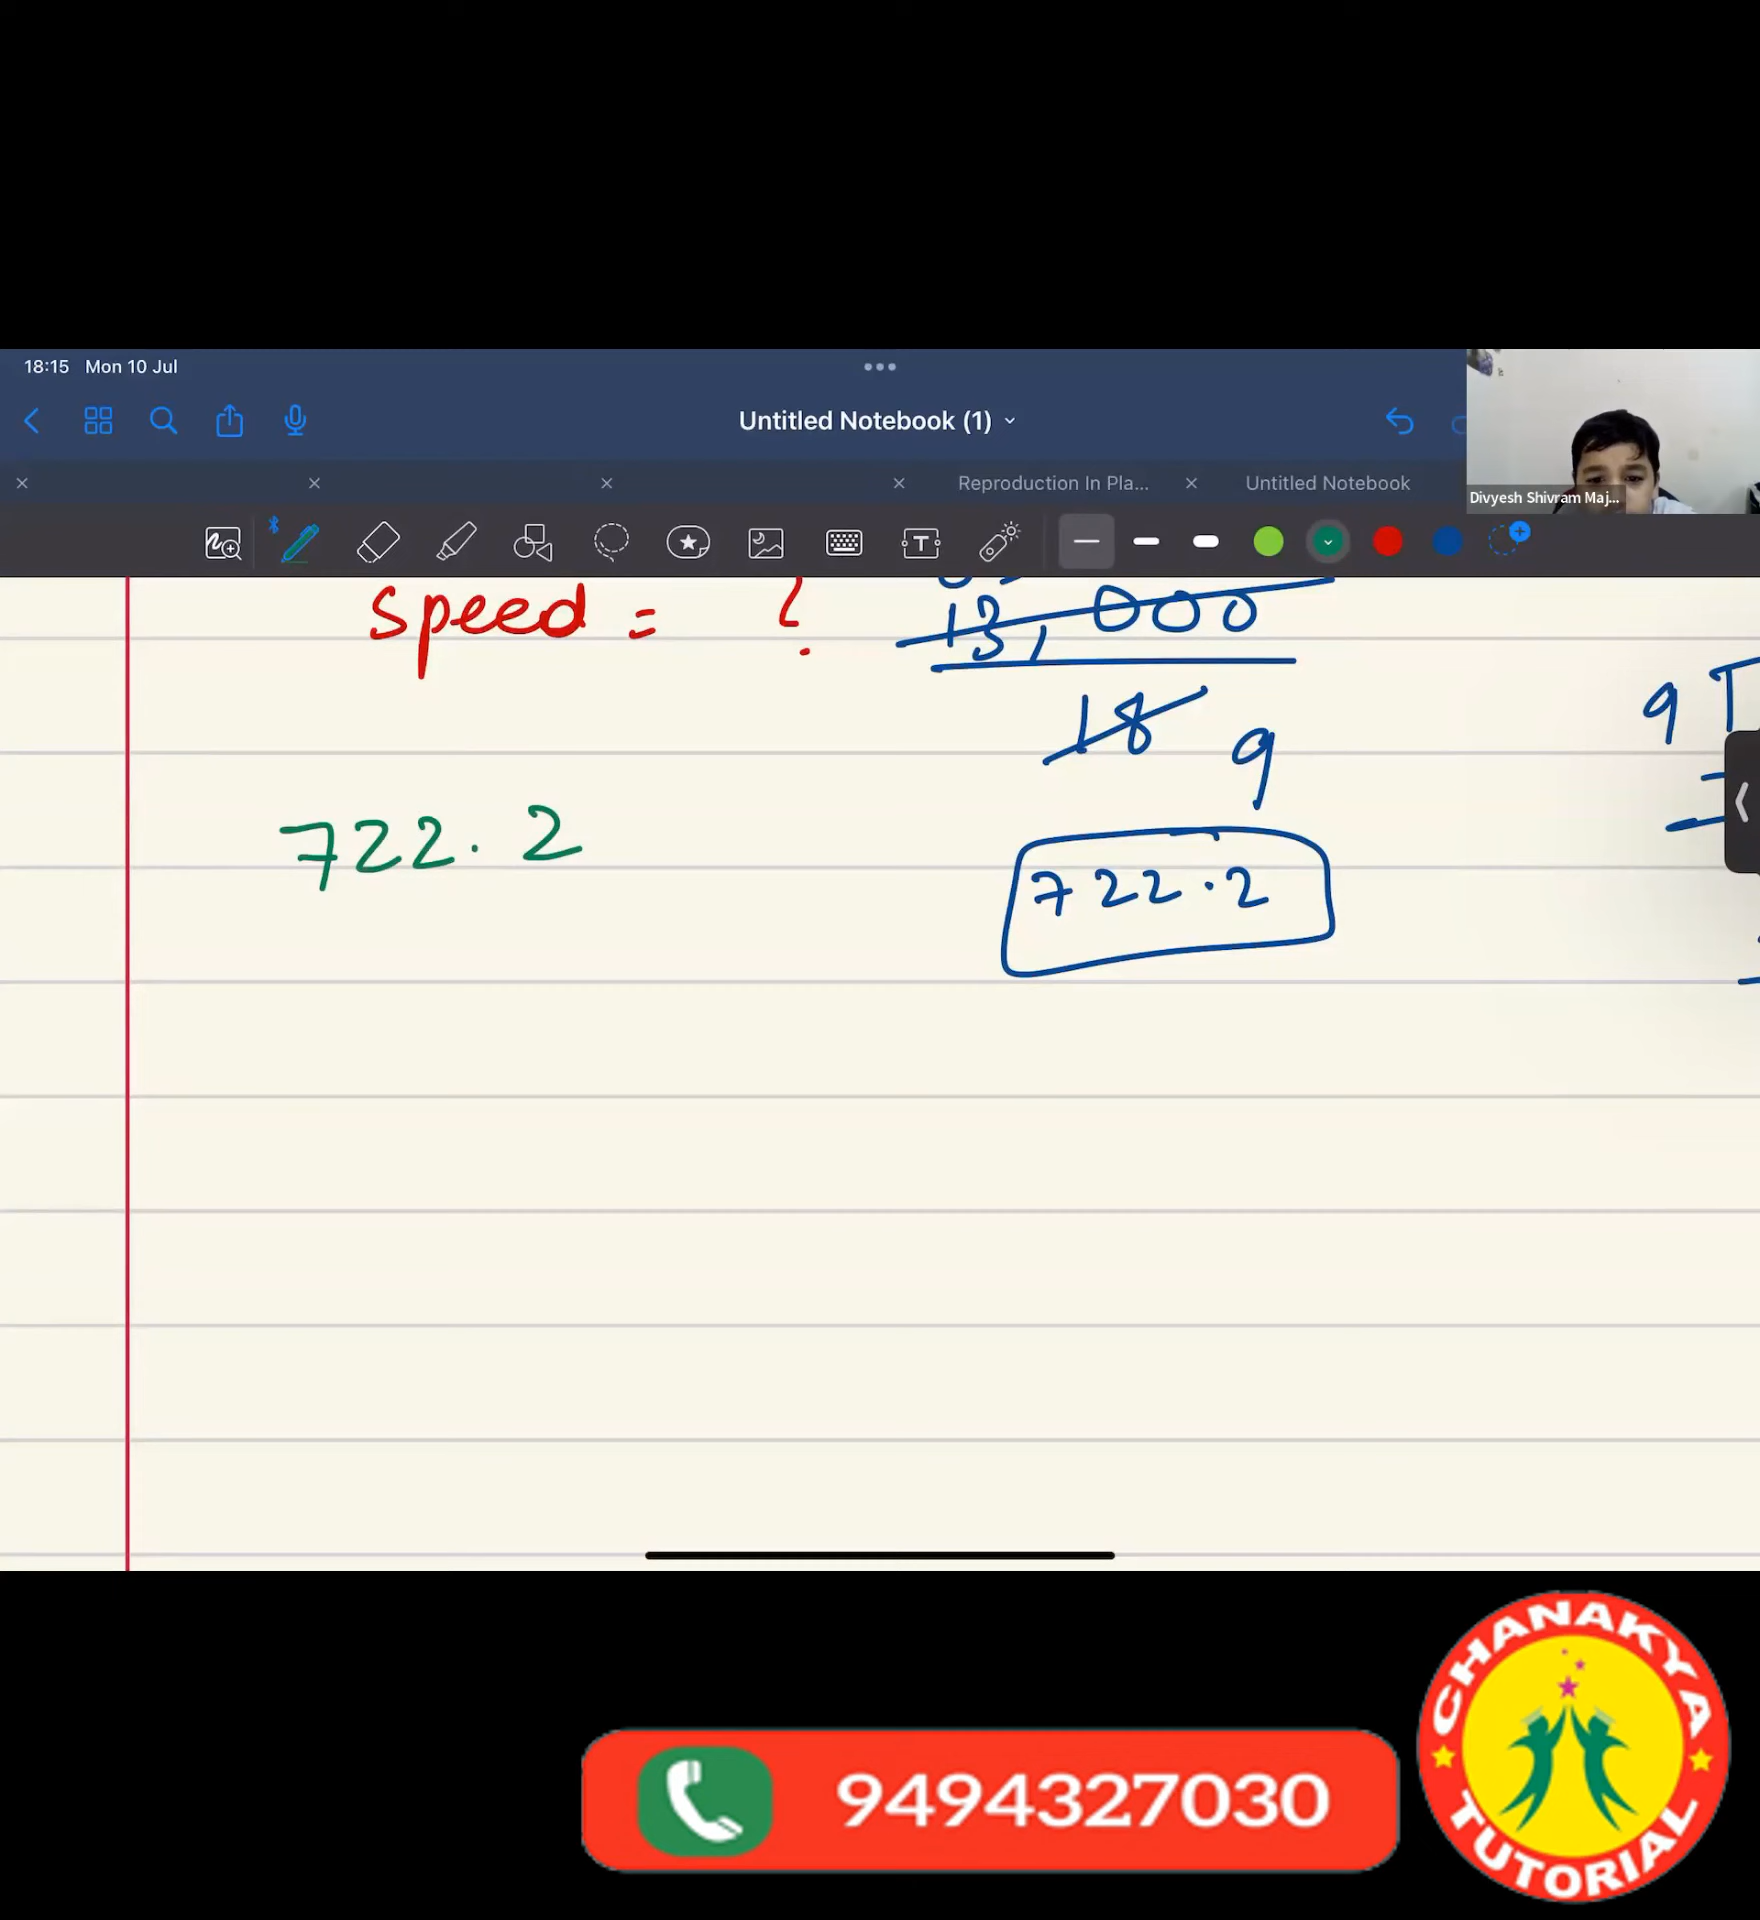 18:15 Mon 10 Jul
Untitled Notebook (1)
Reproduction In Pla...
Untitled Notebook
Divyesh Shivram Maj...
T
speed = ?
13,000
18
9
9
722.2
722.2
9494327030
CHANAKYA
TUTORIAL